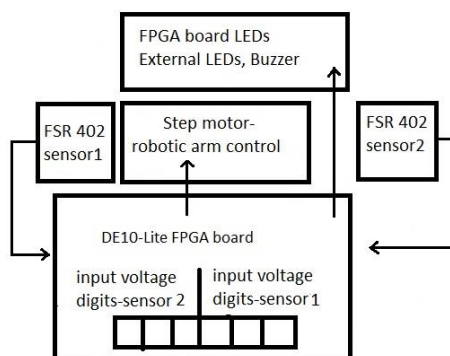 FPGA board LEDs
External LEDs, Buzzer
FSR 402
sensor1
Step motor-
robotic arm control
FSR 402
sensor2
DE10-Lite FPGA board
input voltage
digits-sensor 2
input voltage
digits-sensor 1